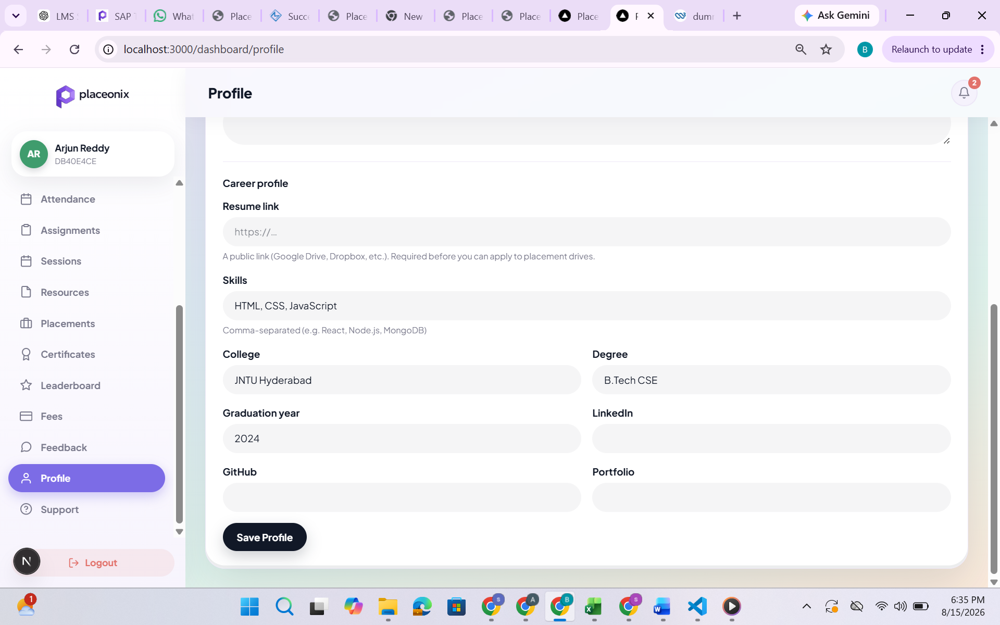 LMS
SAP
What
Place
Succ
Place
New
Place
Place
Place
dum
Ask Gemini
localhost:3000/dashboard/profile
B
Relaunch to update
placeonix
Profile
2
AR
Arjun Reddy
DB40E4CE
Attendance
Assignments
Sessions
Resources
Placements
Certificates
Leaderboard
Fees
Feedback
Profile
Support
N
Logout
Career profile
Resume link
https://...
A public link (Google Drive, Dropbox, etc.). Required before you can apply to placement drives.
Skills
HTML, CSS, JavaScript
Comma-separated (e.g. React, Node.js, MongoDB)
College
Degree
JNTU Hyderabad
B.Tech CSE
Graduation year
LinkedIn
2024
GitHub
Portfolio
Save Profile
1
S
A
B
S
6:35 PM
8/15/2026